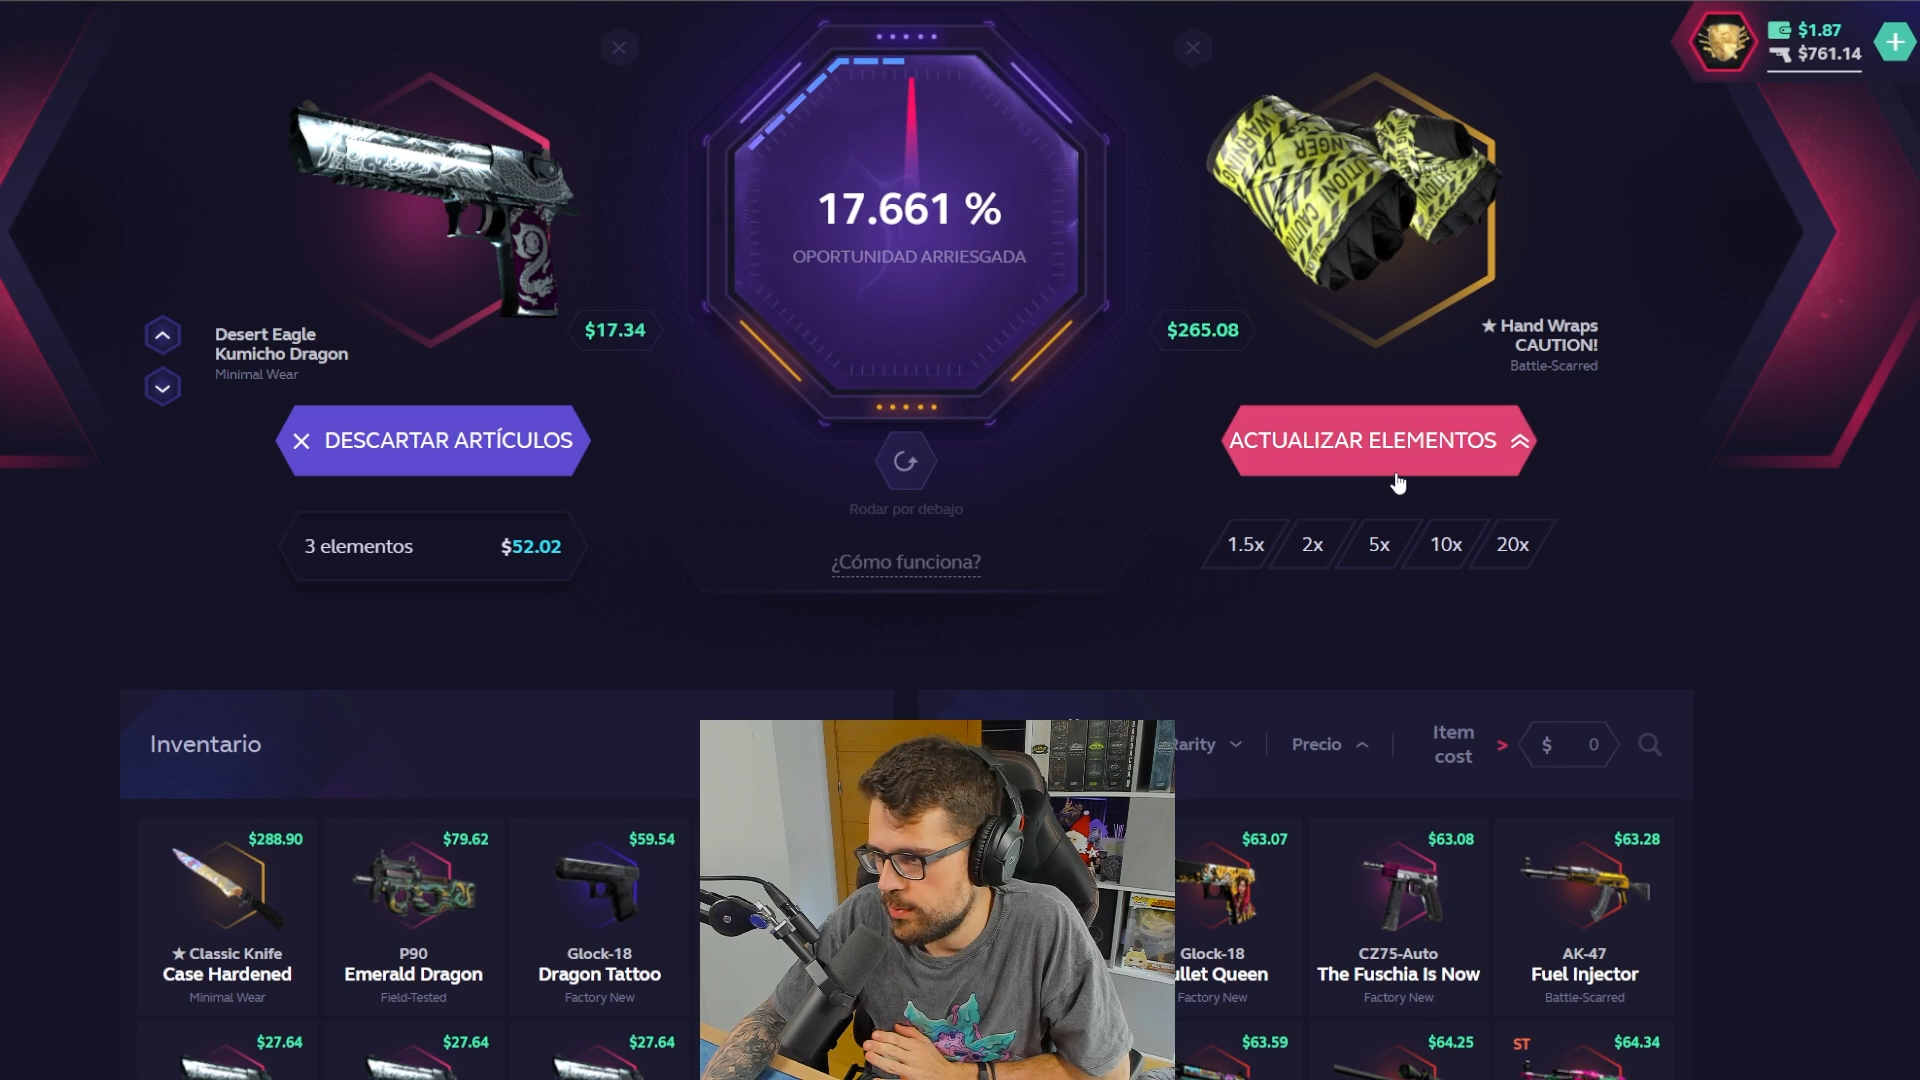 $1.87
$761.14
17.661 %
OPORTUNIDAD ARRIESGADA
WARNING
DANGER
CAUTION!
$17.34
$265.08
Desert Eagle
Kumicho Dragon
Minimal Wear
★ Hand Wraps
CAUTION!
Battle-Scarred
DESCARTAR ARTÍCULOS
ACTUALIZAR ELEMENTOS
Rodar por debajo
3 elementos
$52.02
¿Cómo funciona?
1.5x
2x
5x
10x
20x
Inventario
Rarity
Precio
Item
cost
>
$ 0
$288.90
★ Classic Knife
Case Hardened
Minimal Wear
$79.62
P90
Emerald Dragon
Field-Tested
$59.54
Glock-18
Dragon Tattoo
Factory New
$63.07
Glock-18
ullet Queen
Factory New
$63.08
CZ75-Auto
The Fuschia Is Now
Factory New
$63.28
AK-47
Fuel Injector
Battle-Scarred
$27.64
$27.64
$27.64
$63.59
$64.25
ST
$64.34